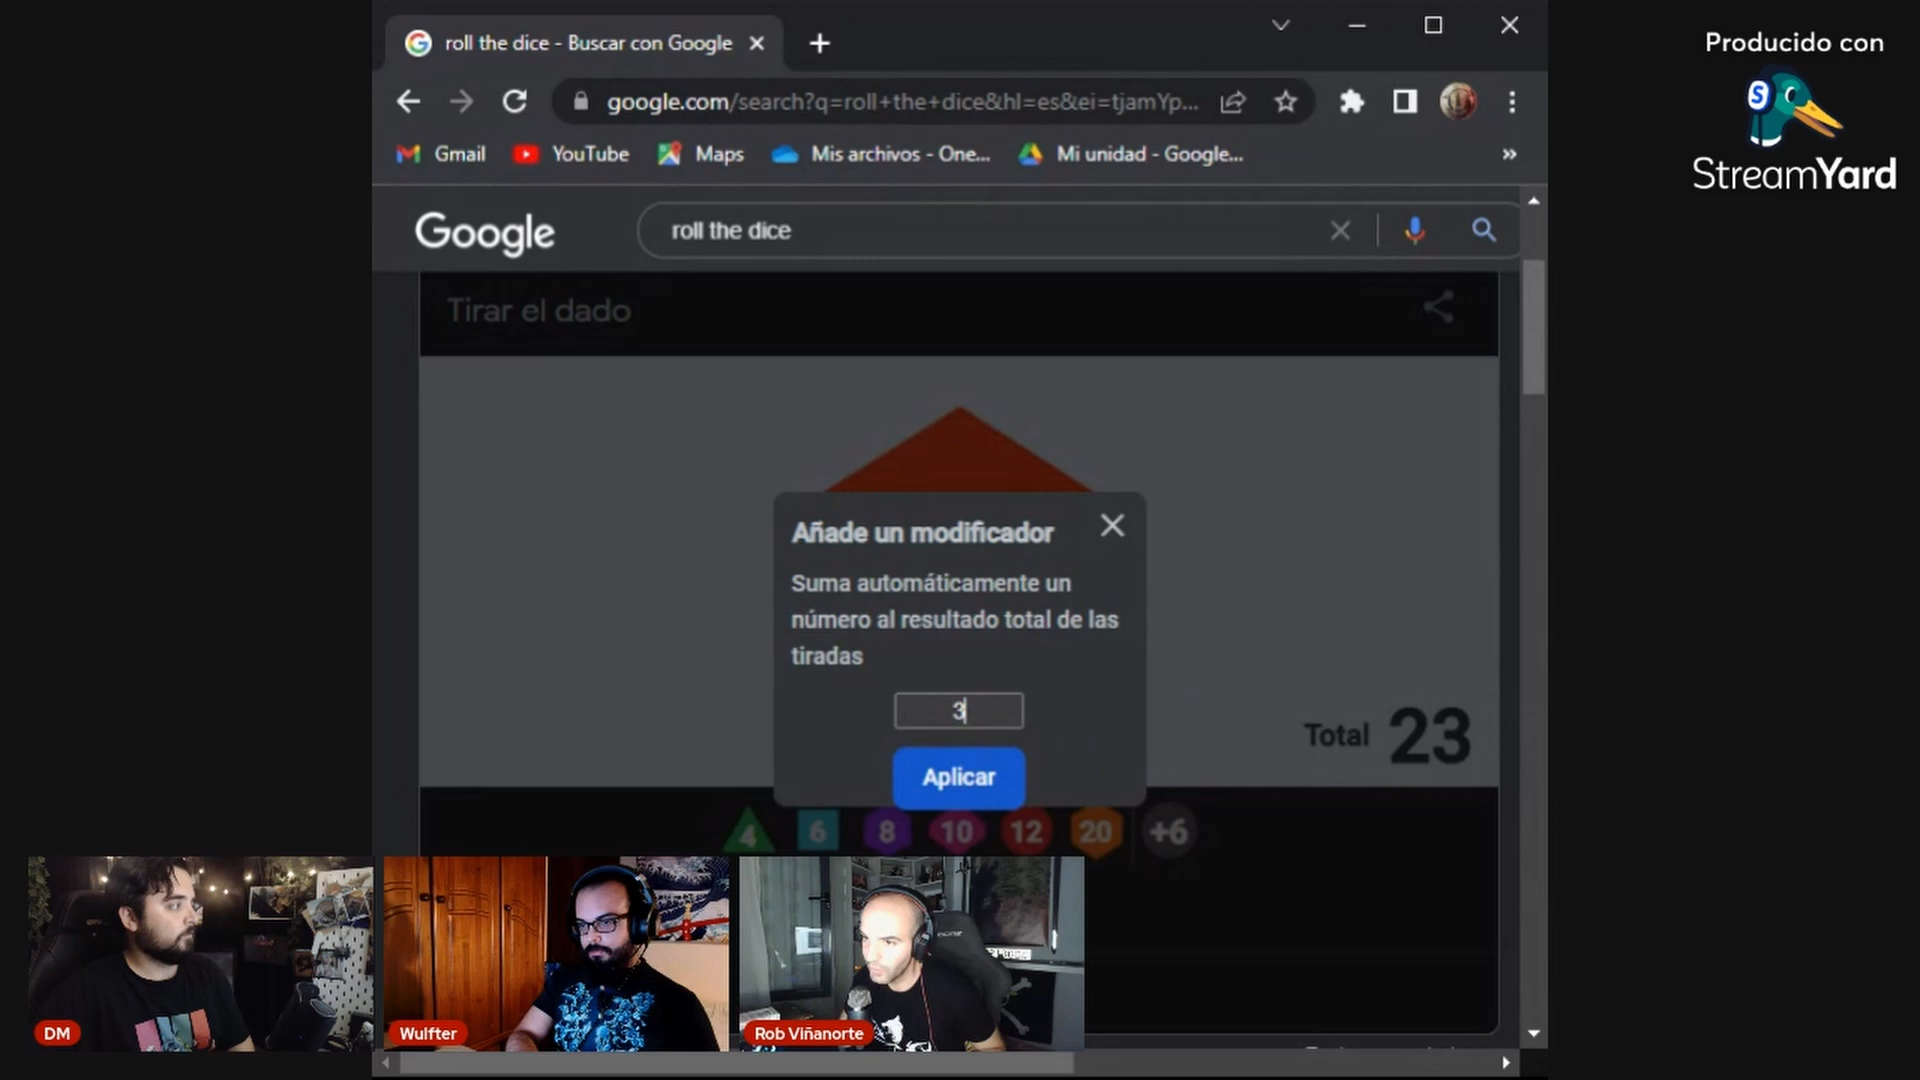 roll the dice - Buscar con Google
google.com/search?q=roll+the+dice&hl=es&ei=tjamYp...
Gmail YouTube Maps Mis archivos - One... Mi unidad - Google...
Google roll the dice
Tirar el dado
Añade un modificador
Suma automáticamente un
número al resultado total de las
tiradas
3
Aplicar
Total 23
4 6 8 10 12 20 +6
DM
Wulfter
Rob Viñanorte
Producido con
S
StreamYard